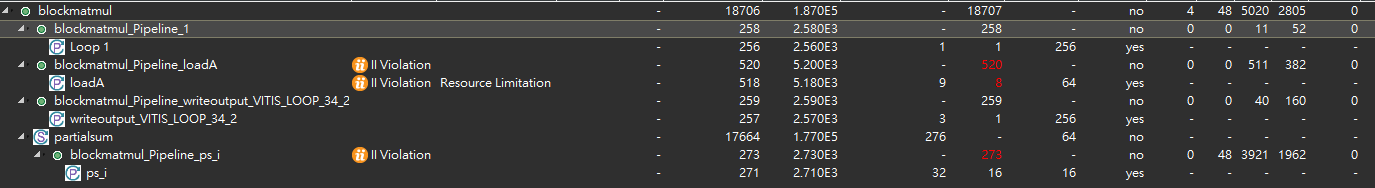 blockmatmul - 18706 1.870E5 - 18707 - no 4 48 5020 2805 0
blockmatmul_Pipeline_1 - 258 2.580E3 - 258 - no 0 0 11 52 0
Loop 1 - 256 2.560E3 1 1 256 yes - - - - -
blockmatmul_Pipeline_loadA II Violation - 520 5.200E3 - 520 - no 0 0 511 382 0
loadA II Violation Resource Limitation - 518 5.180E3 9 8 64 yes - - - - -
blockmatmul_Pipeline_writeoutput_VITIS_LOOP_34_2 - 259 2.590E3 - 259 - no 0 0 40 160 0
writeoutput_VITIS_LOOP_34_2 - 257 2.570E3 3 1 256 yes - - - - -
partialsum - 17664 1.770E5 276 - 64 no - - - - -
blockmatmul_Pipeline_ps_i II Violation - 273 2.730E3 - 273 - no 0 48 3921 1962 0
ps_i - 271 2.710E3 32 16 16 yes - - - - -